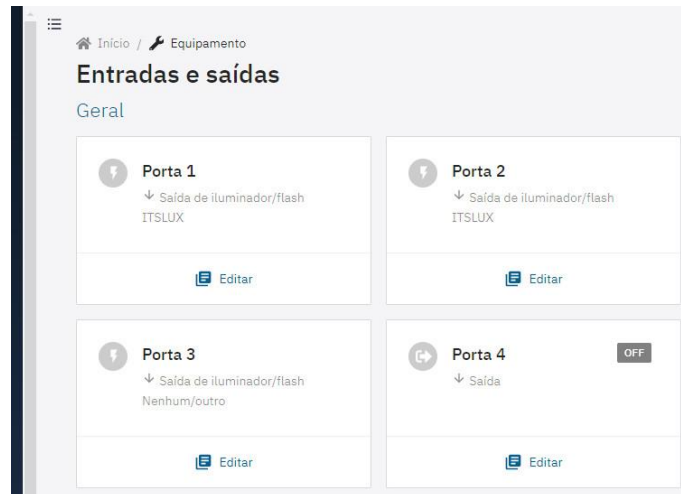 Início / Equipamento
Entradas e saídas
Geral
Porta 1
Saída de iluminador/flash
ITSLUX
Editar
Porta 2
Saída de iluminador/flash
ITSLUX
Editar
Porta 3
Saída de iluminador/flash
Nenhum/outro
Editar
Porta 4
OFF
Saída
Editar